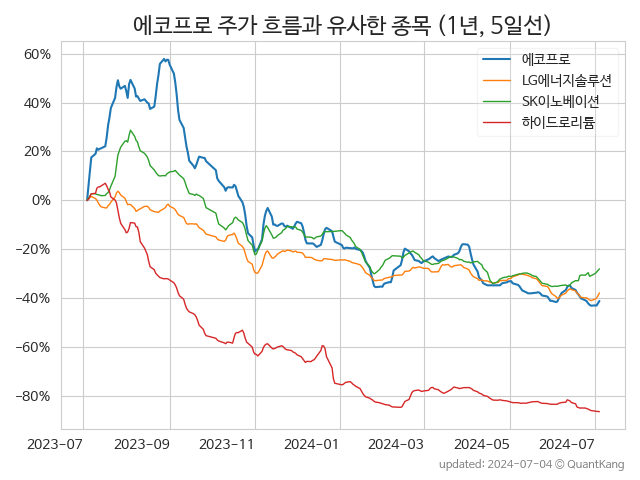 에코프로 주가 흐름과 유사한 종목 (1년, 5일선)
에코프로
LG에너지솔루션
SK이노베이션
하이드로리튬
60%
40%
20%
0%
−20%
−40%
−60%
−80%
2023-07 2023-09 2023-11 2024-01 2024-03 2024-05 2024-07
updated: 2024-07-04 © QuantKang